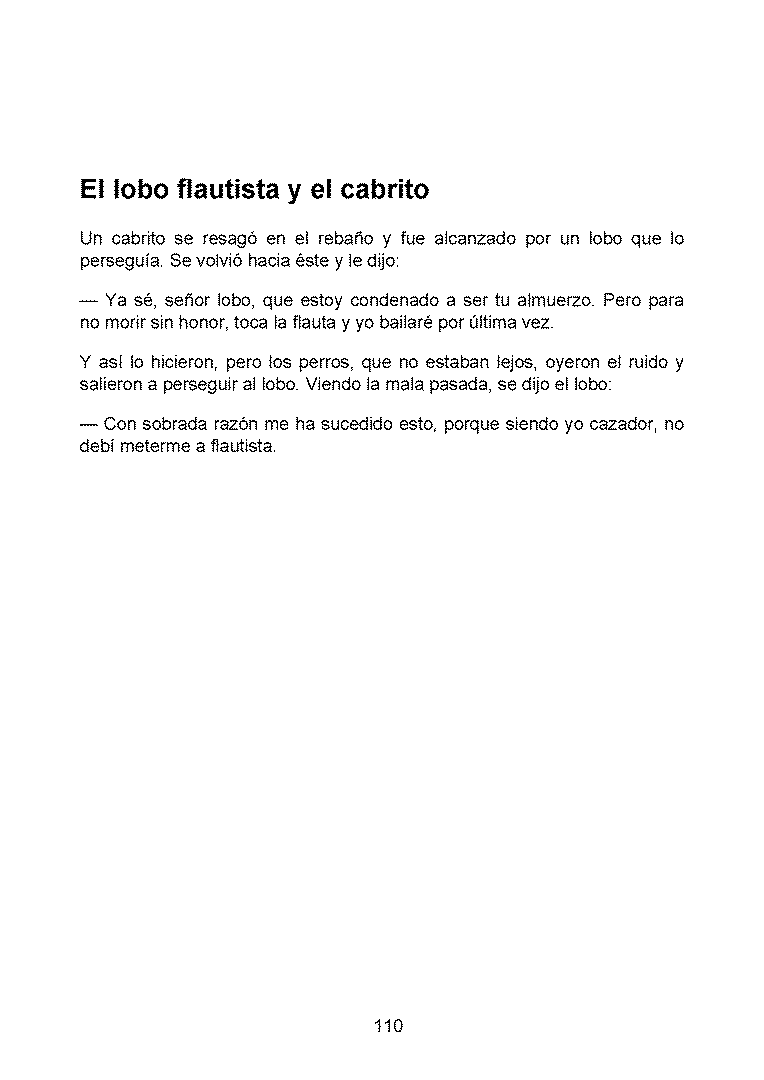 El lobo flautista y el cabrito
Un cabrito se resagó en el rebaño y fue alcanzado por un lobo que lo
perseguía. Se volvió hacia éste y le dijo:
— Ya sé, señor lobo, que estoy condenado a ser tu almuerzo. Pero para
no morir sin honor, toca la flauta y yo bailaré por última vez.
Y así lo hicieron, pero los perros, que no estaban lejos, oyeron el ruido y
salieron a perseguir al lobo. Viendo la mala pasada, se dijo el lobo:
— Con sobrada razón me ha sucedido esto, porque siendo yo cazador, no
debí meterme a flautista.
110